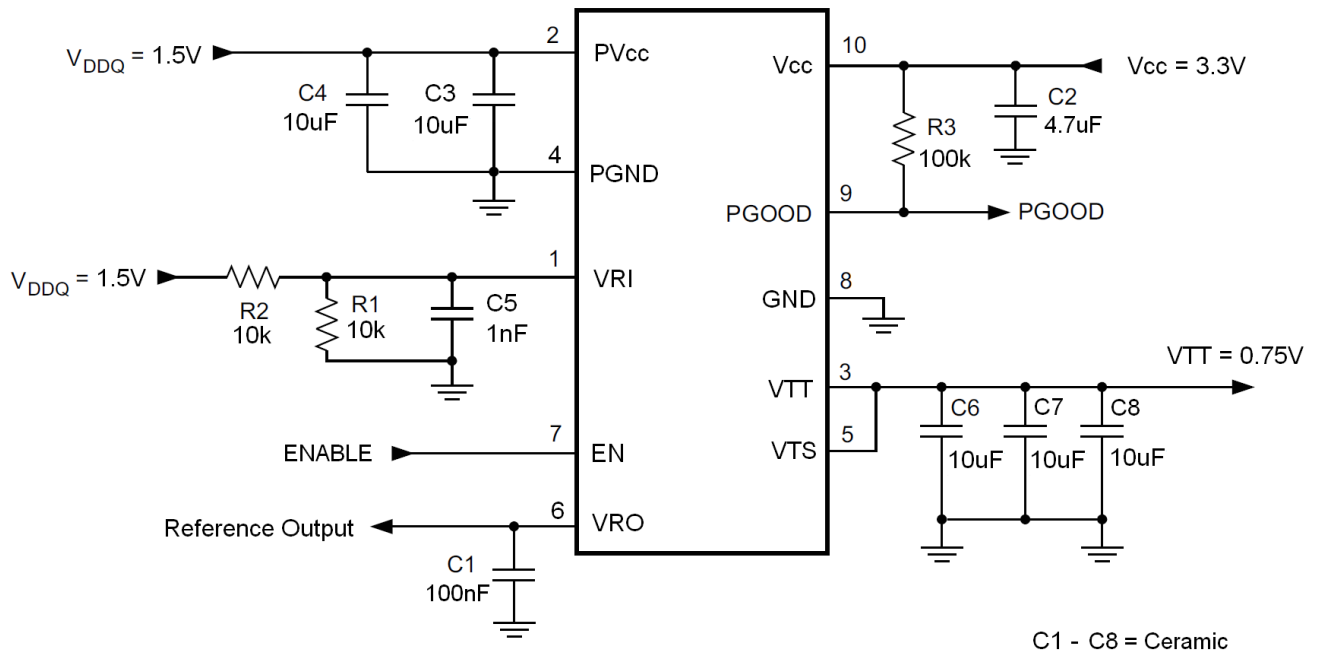 2
PVcc
10
Vcc
V DDQ = 1.5V
Vcc = 3.3V
C4
10uF
C3
10uF
C2
4.7uF
R3
100k
4
PGND
9
PGOOD
PGOOD
1
VRI
V DDQ = 1.5V
R2
10k
R1
10k
C5
1nF
8
GND
VTT = 0.75V
3
VTT
C6
10uF
C7
10uF
C8
10uF
5
VTS
7
ENABLE
EN
6
VRO
Reference Output
C1
100nF
C1 - C8 = Ceramic